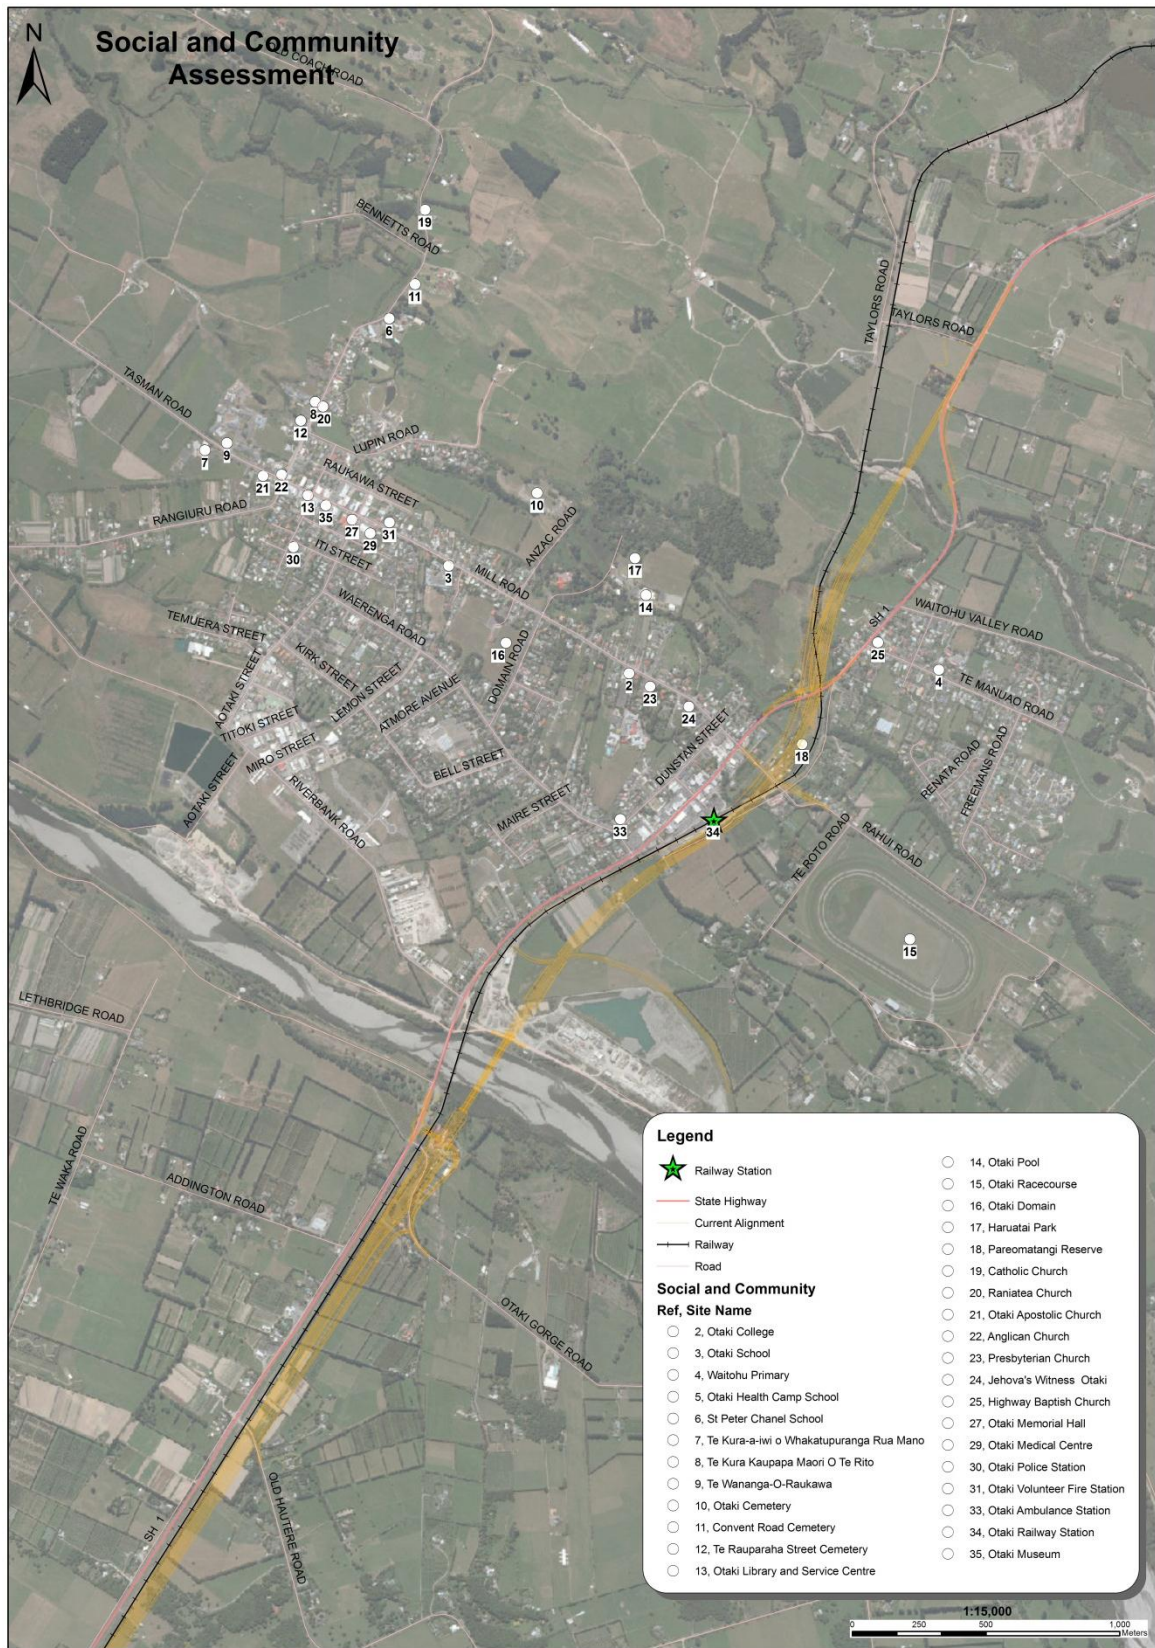 N
Social and Community
Assessment
OLD COACH ROAD
19
BENNETTS ROAD
11
6
TAYLORS ROAD
TAYLORS ROAD
TASMAN ROAD
8
20
12
LUPIN ROAD
7
9
RAUKAWA STREET
21
22
13
35
10
RANGIURU ROAD
27
29
31
ANZAC ROAD
30
ITI STREET
3
MILL ROAD
17
14
WAERENGA ROAD
SH 1
WAITOHU VALLEY ROAD
TEMUERA STREET
KIRK STREET
16
DOMAIN ROAD
25
4
TE MANUAO ROAD
AOTAKI STREET
LEMON STREET
ATMORE AVENUE
2
23
24
TITOKI STREET
DUNSTAN STREET
MIRO STREET
BELL STREET
18
RENATA ROAD
FREEMANS ROAD
AOTAKI STREET
RIVERBANK ROAD
MAIRE STREET
33
34
TE ROTO ROAD
RAHUI ROAD
15
LETHBRIDGE ROAD
TE WAKA ROAD
ADDINGTON ROAD
OTAKI GORGE ROAD
OLD HAUTERE ROAD
SH 1
Legend
Railway Station
State Highway
Current Alignment
Railway
Road
Social and Community
Ref, Site Name
2, Otaki College
3, Otaki School
4, Waitohu Primary
5, Otaki Health Camp School
6, St Peter Chanel School
7, Te Kura-a-iwi o Whakatupuranga Rua Mano
8, Te Kura Kaupapa Maori O Te Rito
9, Te Wananga-O-Raukawa
10, Otaki Cemetery
11, Convent Road Cemetery
12, Te Rauparaha Street Cemetery
13, Otaki Library and Service Centre
14, Otaki Pool
15, Otaki Racecourse
16, Otaki Domain
17, Haruatai Park
18, Pareomatangi Reserve
19, Catholic Church
20, Raniatea Church
21, Otaki Apostolic Church
22, Anglican Church
23, Presbyterian Church
24, Jehova's Witness Otaki
25, Highway Baptist Church
27, Otaki Memorial Hall
29, Otaki Medical Centre
30, Otaki Police Station
31, Otaki Volunteer Fire Station
33, Otaki Ambulance Station
34, Otaki Railway Station
35, Otaki Museum
1:15,000
0 250 500 1,000
Meters